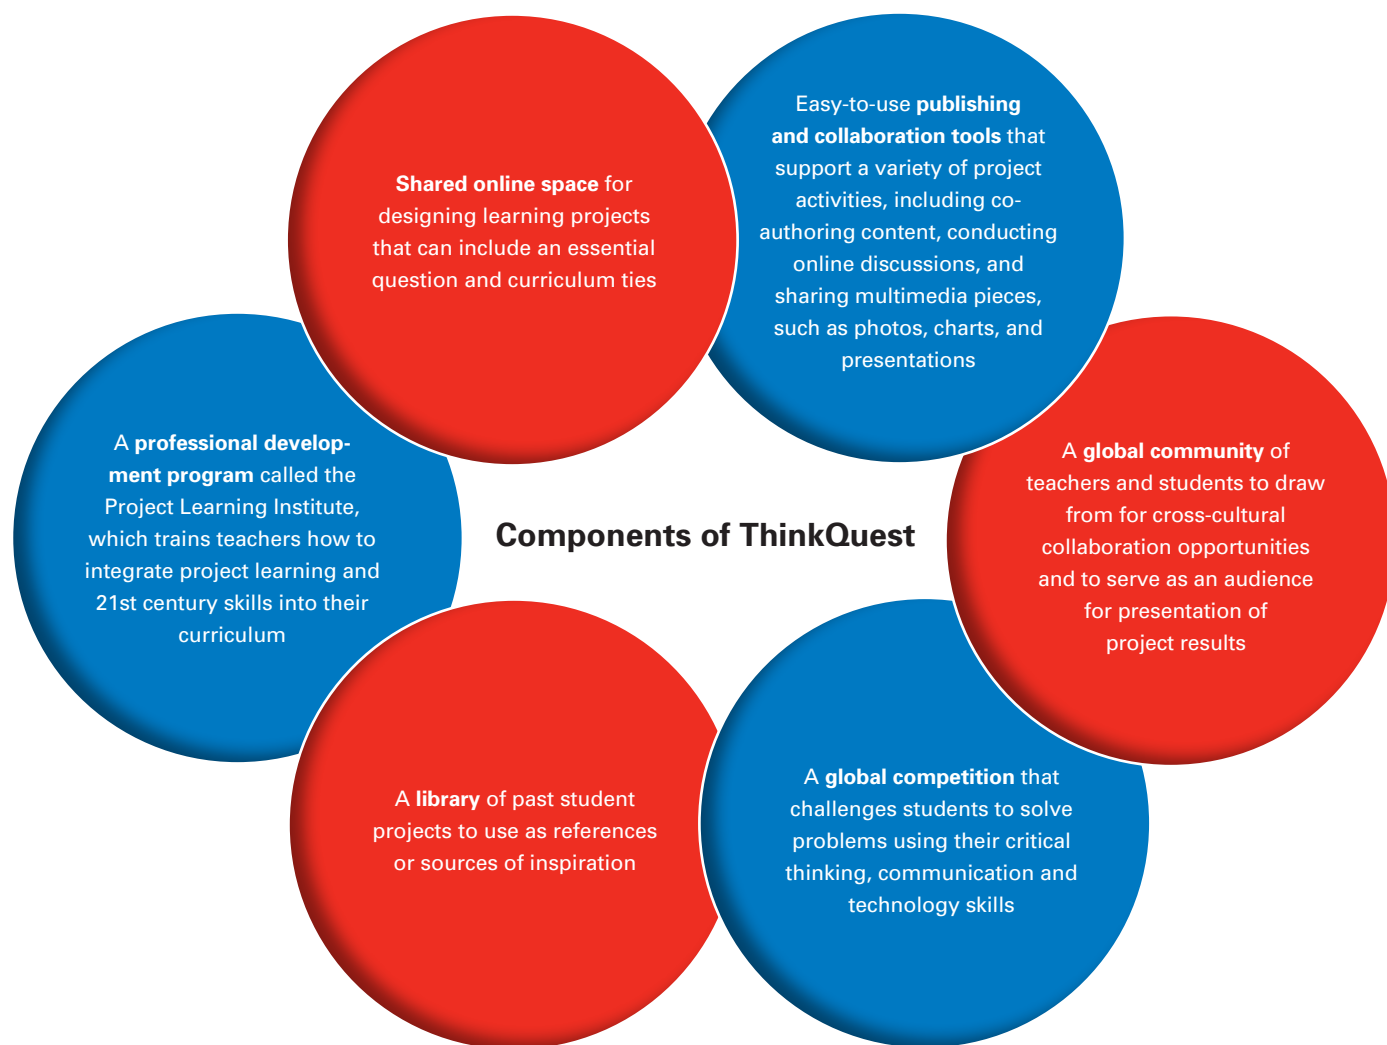 Shared online space for
designing learning projects
that can include an essential
question and curriculum ties
Easy-to-use publishing
and collaboration tools that
support a variety of project
activities, including co-
authoring content, conducting
online discussions, and
sharing multimedia pieces,
such as photos, charts, and
presentations
A professional develop-
ment program called the
Project Learning Institute,
which trains teachers how to
integrate project learning and
21st century skills into their
curriculum
Components of ThinkQuest
A global community of
teachers and students to draw
from for cross-cultural
collaboration opportunities
and to serve as an audience
for presentation of
project results
A library of past student
projects to use as references
or sources of inspiration
A global competition that
challenges students to solve
problems using their critical
thinking, communication and
technology skills